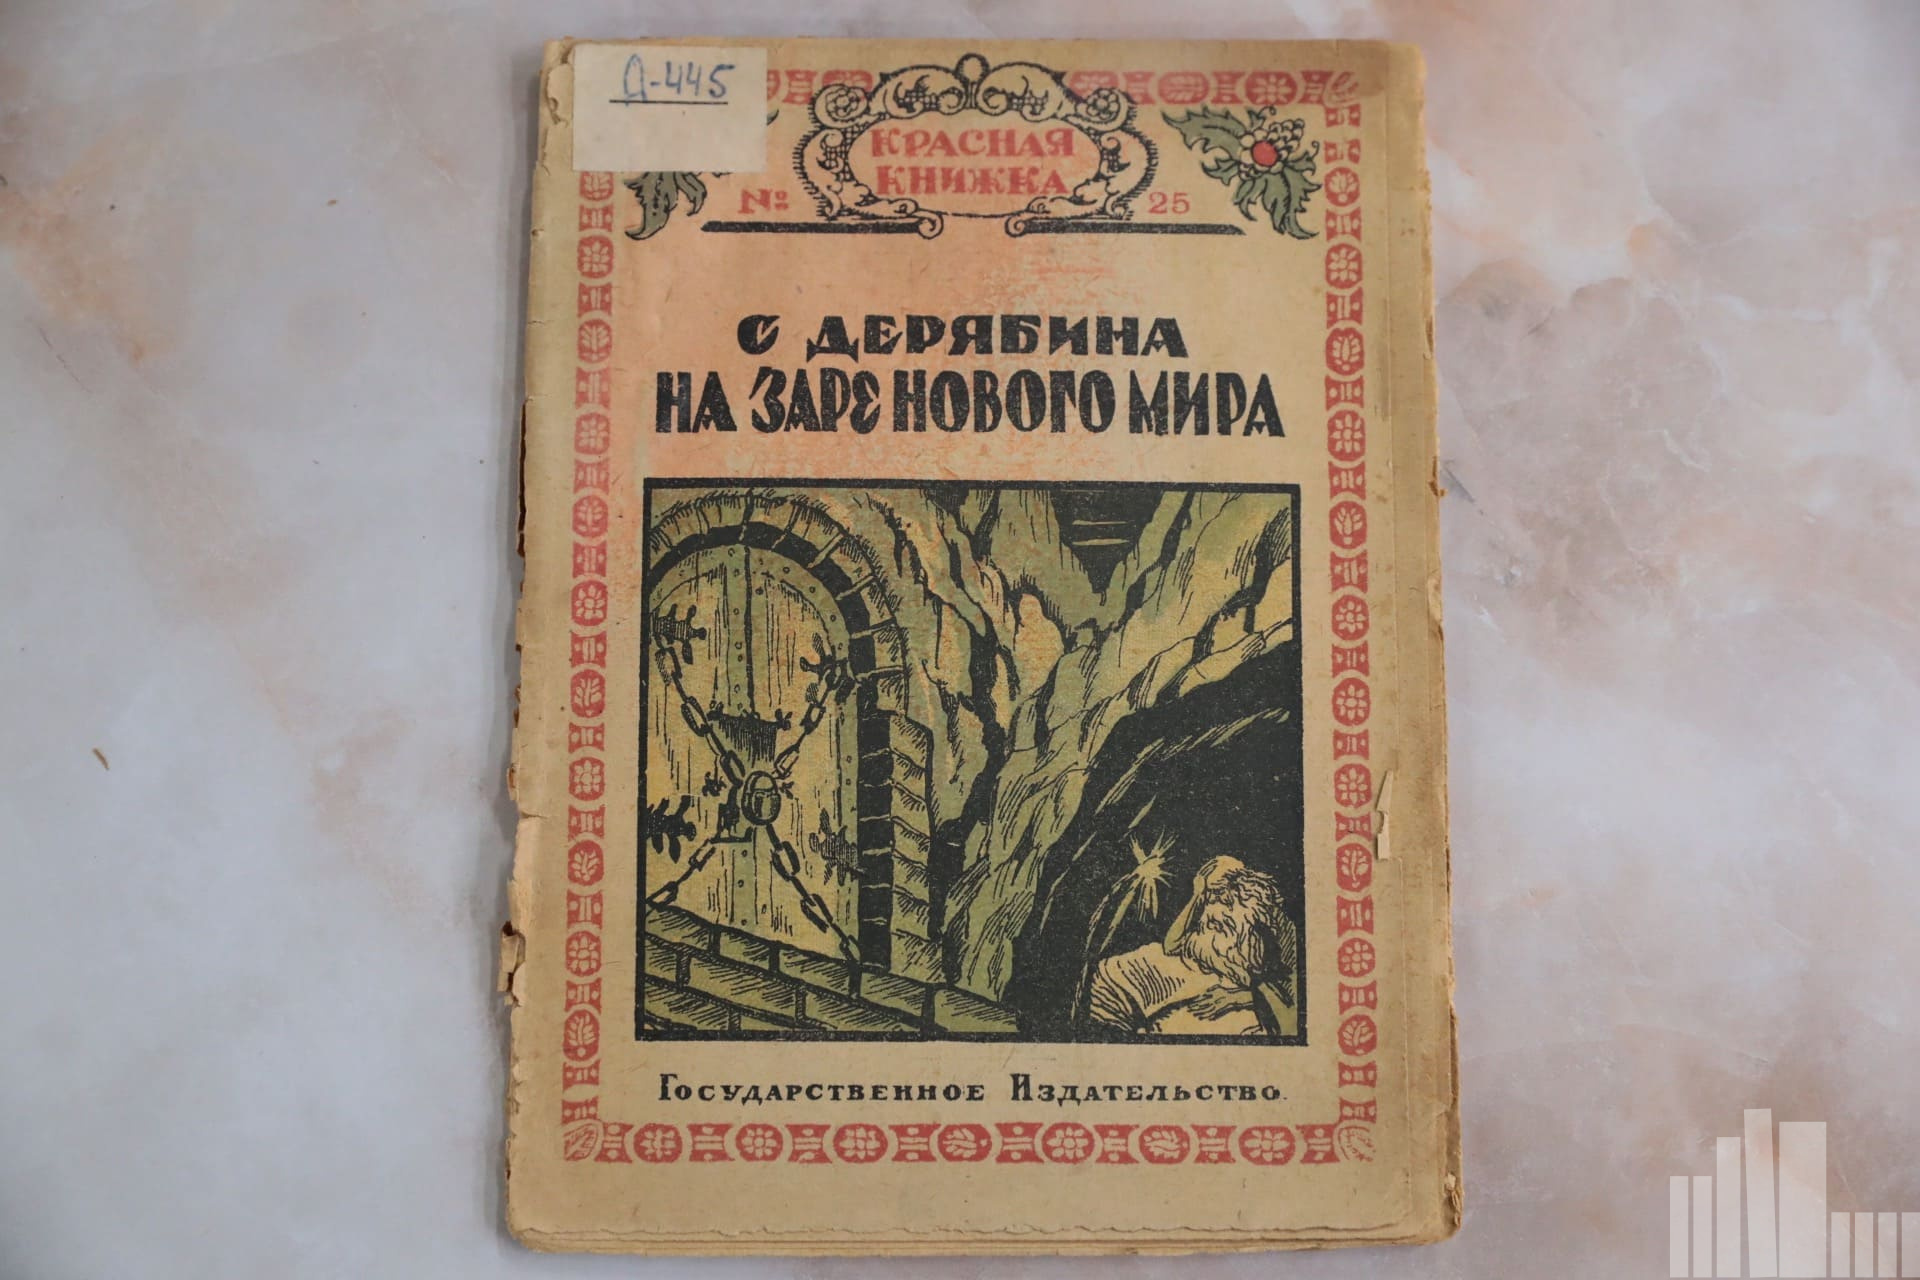 Д-445
КРАСНАЯ
КНИЖКА
№ 25
С ДЕРЯБИНА
НА ЗАРЕ НОВОГО МИРА
Государственное Издательство.